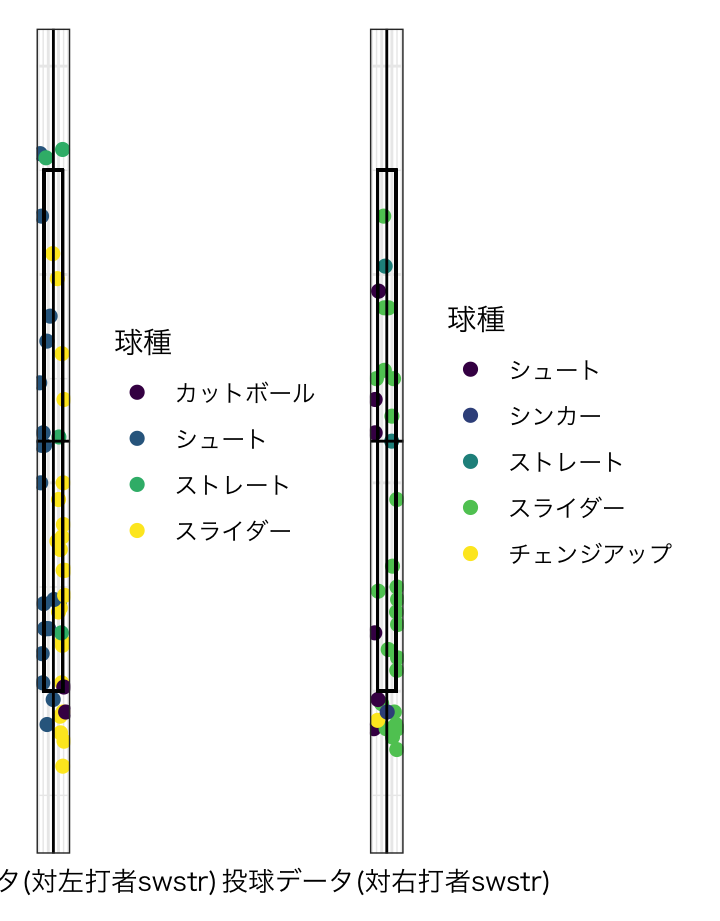 球種
カットボール
シュート
ストレート
スライダー
球種
シュート
シンカー
ストレート
スライダー
チェンジアップ
タ(対左打者swstr)
投球データ(対右打者swstr)